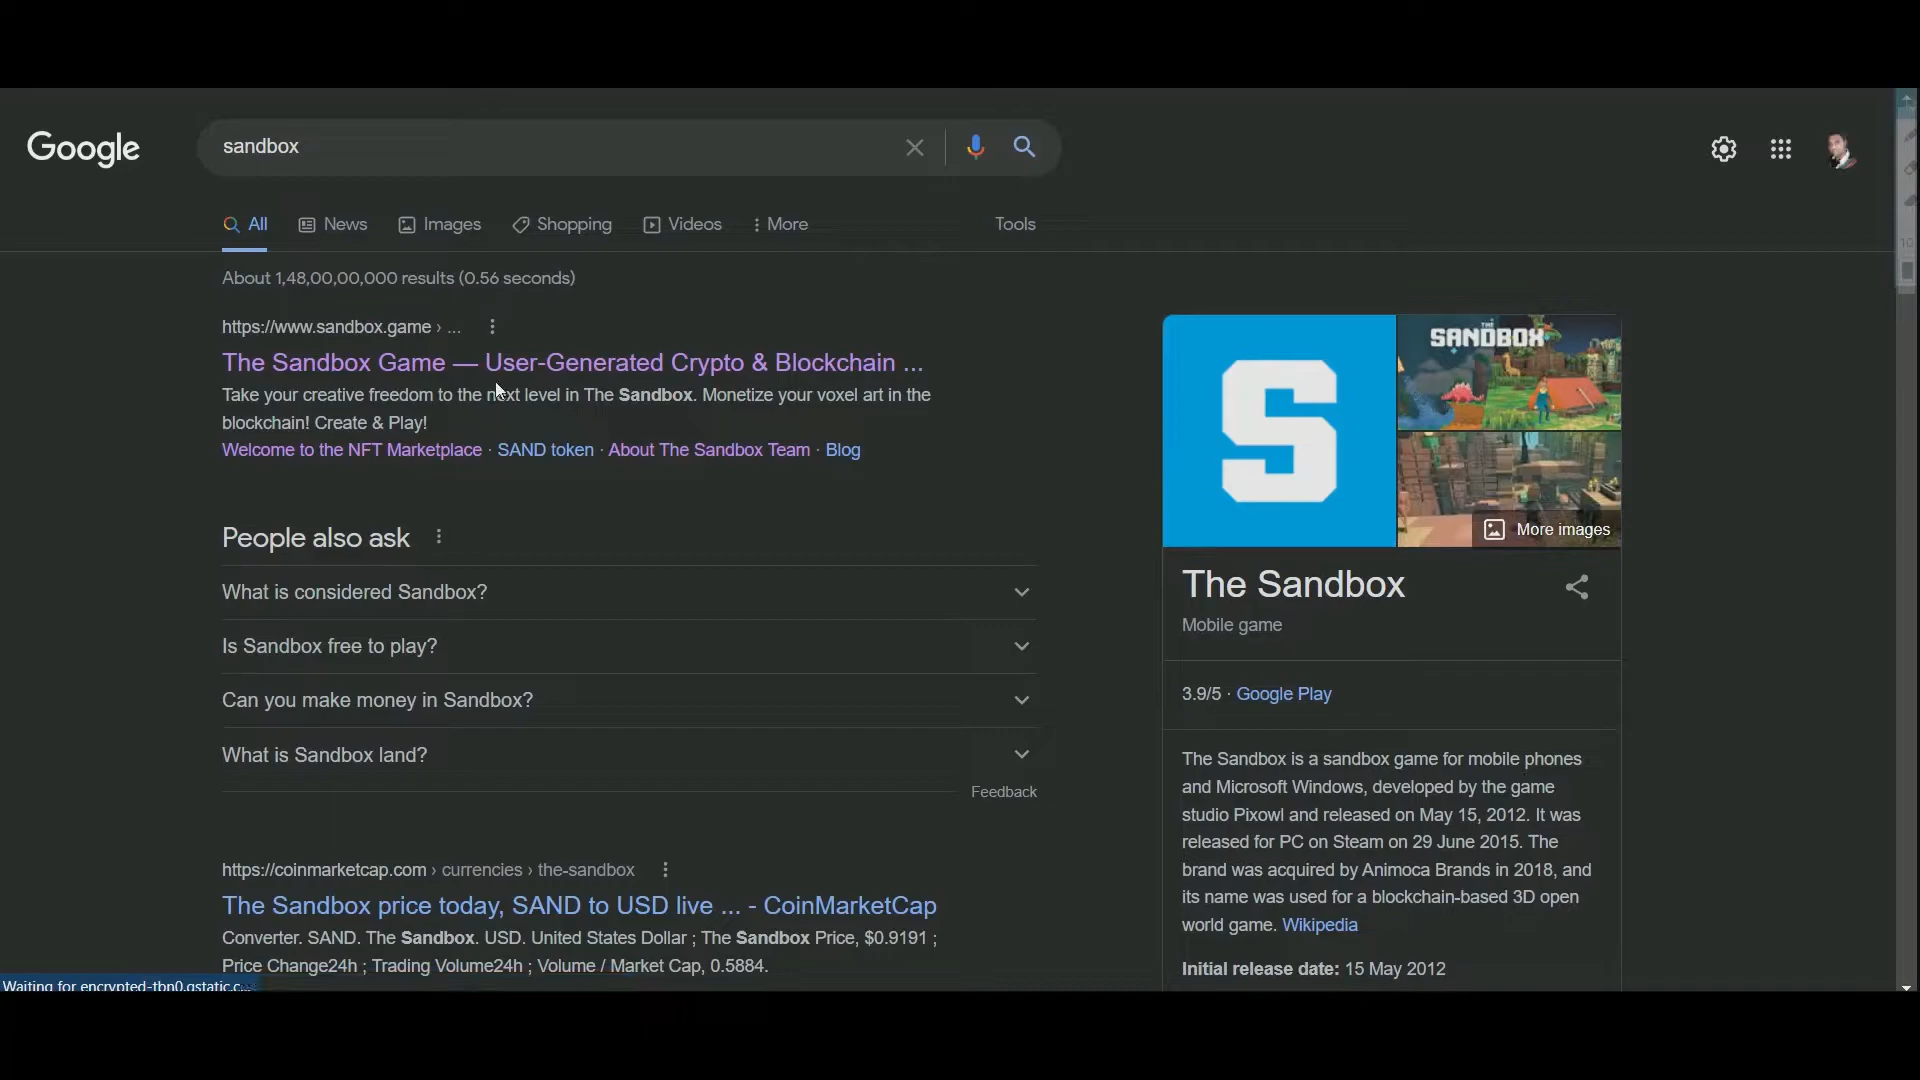 Google
sandbox
All News Images Shopping Videos More Tools
About 1,48,00,00,000 results (0.56 seconds)
https://www.sandbox.game › ...
The Sandbox Game — User-Generated Crypto & Blockchain ...
Take your creative freedom to the next level in The Sandbox. Monetize your voxel art in the
blockchain! Create & Play!
Welcome to the NFT Marketplace · SAND token · About The Sandbox Team · Blog
People also ask
What is considered Sandbox?
Is Sandbox free to play?
Can you make money in Sandbox?
What is Sandbox land?
Feedback
https://coinmarketcap.com › currencies › the-sandbox
The Sandbox price today, SAND to USD live ... - CoinMarketCap
Converter. SAND. The Sandbox. USD. United States Dollar ; The Sandbox Price, $0.9191 ;
Price Change24h ; Trading Volume24h ; Volume / Market Cap, 0.5884.
Waiting for encrypted-tbn0.gstatic.c...
S
THE
SANDBOX
More images
The Sandbox
Mobile game
3.9/5 · Google Play
The Sandbox is a sandbox game for mobile phones
and Microsoft Windows, developed by the game
studio Pixowl and released on May 15, 2012. It was
released for PC on Steam on 29 June 2015. The
brand was acquired by Animoca Brands in 2018, and
its name was used for a blockchain-based 3D open
world game. Wikipedia
Initial release date: 15 May 2012
10